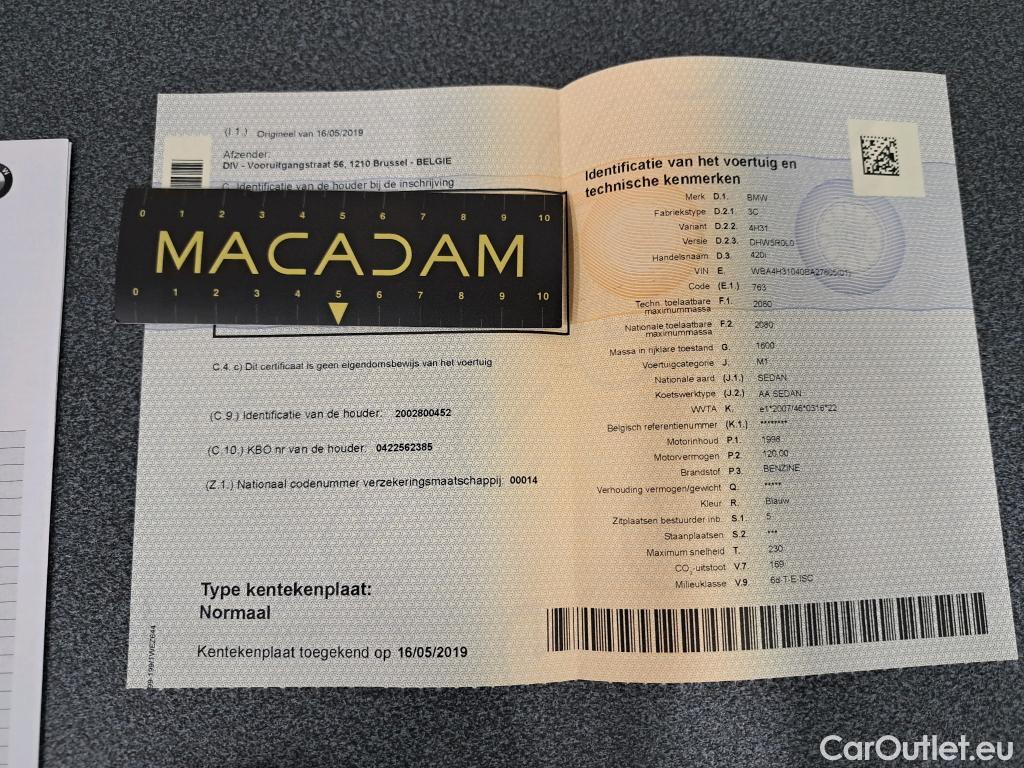 (I.1.) Origineel van 16/05/2019
Afzender:
DIV - Vooruitgangstraat 56, 1210 Brussel - BELGIE
C. Identificatie van de houder bij de inschrijving
0 1 2 3 4 5 6 7 8 9 10
MACADAM
0 1 2 3 4 5 6 7 8 9 10
C.4. c) Dit certificaat is geen eigendomsbewijs van het voertuig
(C.9.) Identificatie van de houder: 2002800452
(C.10.) KBO nr van de houder: 0422562385
(Z.1.) Nationaal codenummer verzekeringsmaatschappij: 00014
Type kentekenplaat:
Normaal
Kentekenplaat toegekend op 16/05/2019
Identificatie van het voertuig en
technische kenmerken
Merk D.1. BMW
Fabriekstype D.2.1. 3C
Variant D.2.2. 4H31
Versie D.2.3. DHW5R0L0
Handelsnaam D.3. 420i
VIN E. WBA4H31040BA27605(01)
Code (E.1.) 763
Techn. toelaatbare maximummassa F.1. 2080
Nationale toelaatbare maximummassa F.2. 2080
Massa in rijklare toestand G. 1600
Voertuigcategorie J. M1
Nationale aard (J.1.) SEDAN
Koetswerktype (J.2.) AA SEDAN
WVTA K. e1*2007/46*0316*22
Belgisch referentienummer (K.1.) ********
Motorinhoud P.1. 1998
Motorvermogen P.2. 120,00
Brandstof P.3. BENZINE
Verhouding vermogen/gewicht Q. *****
Kleur R. Blauw
Zitplaatsen bestuurder inb. S.1. 5
Staanplaatsen S.2. ***
Maximum snelheid T. 230
CO2-uitstoot V.7. 169
Milieuklasse V.9. 6d-T-E-ISC
CarOutlet.eu